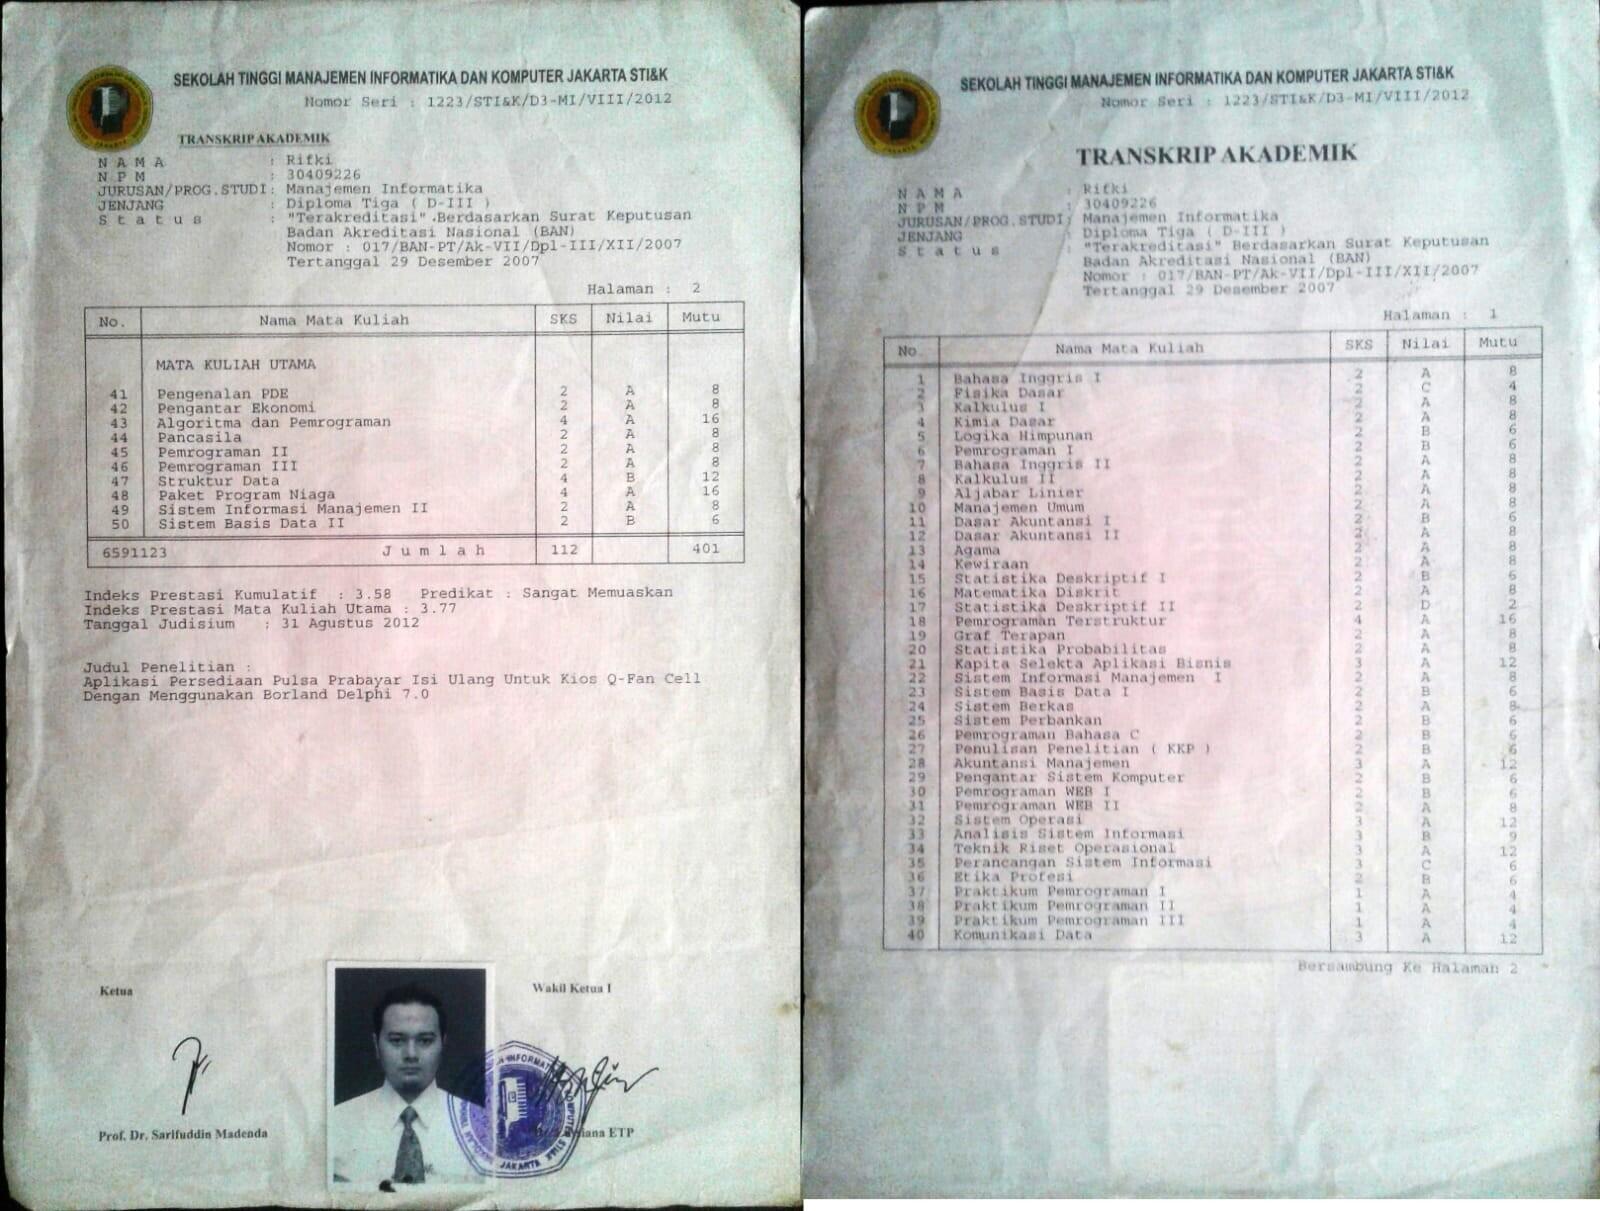 SEKOLAH TINGGI MANAJEMEN INFORMATIKA DAN KOMPUTER JAKARTA STI&K
Nomor Seri : 1223/STI&K/D3-MI/VIII/2012
TRANSKRIP AKADEMIK
N A M A : Rifki
N P M : 30409226
JURUSAN/PROG.STUDI: Manajemen Informatika
JENJANG : Diploma Tiga ( D-III )
S t a t u s : "Terakreditasi" Berdasarkan Surat Keputusan
Badan Akreditasi Nasional (BAN)
Nomor : 017/BAN-PT/Ak-VII/Dpl-III/XII/2007
Tertanggal 29 Desember 2007
Halaman : 2
No. Nama Mata Kuliah SKS Nilai Mutu
MATA KULIAH UTAMA
41 Pengenalan PDE 2 A 8
42 Pengantar Ekonomi 2 A 8
43 Algoritma dan Pemrograman 4 A 16
44 Pancasila 2 A 8
45 Pemrograman II 2 A 8
46 Pemrograman III 2 A 8
47 Struktur Data 4 B 12
48 Paket Program Niaga 4 A 16
49 Sistem Informasi Manajemen II 2 A 8
50 Sistem Basis Data II 2 B 6
6591123 J u m l a h 112 401
Indeks Prestasi Kumulatif : 3.58 Predikat : Sangat Memuaskan
Indeks Prestasi Mata Kuliah Utama : 3.77
Tanggal Judisium : 31 Agustus 2012
Judul Penelitian :
Aplikasi Persediaan Pulsa Prabayar Isi Ulang Untuk Kios Q-Fan Cell
Dengan Menggunakan Borland Delphi 7.0
Ketua
Wakil Ketua I
Prof. Dr. Sarifuddin Madenda
ETP
SEKOLAH TINGGI MANAJEMEN INFORMATIKA DAN KOMPUTER JAKARTA STI&K
Nomor Seri : 1223/STI&K/D3-MI/VIII/2012
TRANSKRIP AKADEMIK
N A M A : Rifki
N P M : 30409226
JURUSAN/PROG.STUDI: Manajemen Informatika
JENJANG : Diploma Tiga ( D-III )
S t a t u s : "Terakreditasi" Berdasarkan Surat Keputusan
Badan Akreditasi Nasional (BAN)
Nomor : 017/BAN-PT/Ak-VII/Dpl-III/XII/2007
Tertanggal 29 Desember 2007
Halaman : 1
No. Nama Mata Kuliah SKS Nilai Mutu
1 Bahasa Inggris I 2 A 8
2 Fisika Dasar 2 C 4
3 Kalkulus I 2 A 8
4 Kimia Dasar 2 A 8
5 Logika Himpunan 2 B 6
6 Pemrograman I 2 B 6
7 Bahasa Inggris II 2 A 8
8 Kalkulus II 2 A 8
9 Aljabar Linier 2 A 8
10 Manajemen Umum 2 A 8
11 Dasar Akuntansi I 2 B 6
12 Dasar Akuntansi II 2 A 8
13 Agama 2 A 8
14 Kewiraan 2 A 8
15 Statistika Deskriptif I 2 B 6
16 Matematika Diskrit 2 A 8
17 Statistika Deskriptif II 2 D 2
18 Pemrograman Terstruktur 4 A 16
19 Graf Terapan 2 A 8
20 Statistika Probabilitas 2 A 8
21 Kapita Selekta Aplikasi Bisnis 3 A 12
22 Sistem Informasi Manajemen I 2 A 8
23 Sistem Basis Data I 2 B 6
24 Sistem Berkas 2 A 8
25 Sistem Perbankan 2 B 6
26 Pemrograman Bahasa C 2 B 6
27 Penulisan Penelitian ( KKP ) 2 B 6
28 Akuntansi Manajemen 3 A 12
29 Pengantar Sistem Komputer 2 B 6
30 Pemrograman WEB I 2 B 6
31 Pemrograman WEB II 2 A 8
32 Sistem Operasi 3 A 12
33 Analisis Sistem Informasi 3 B 9
34 Teknik Riset Operasional 3 A 12
35 Perancangan Sistem Informasi 3 C 6
36 Etika Profesi 2 B 6
37 Praktikum Pemrograman I 1 A 4
38 Praktikum Pemrograman II 1 A 4
39 Praktikum Pemrograman III 1 A 4
40 Komunikasi Data 3 A 12
Bersambung Ke Halaman 2